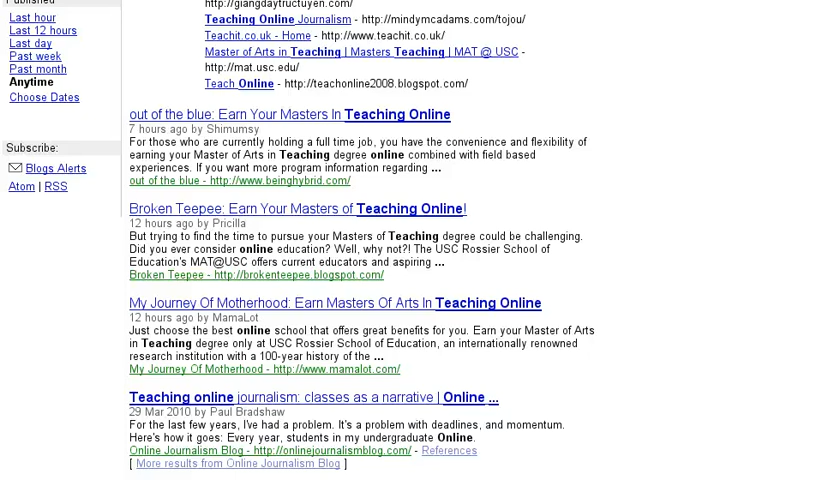 Published
Last hour
Last 12 hours
Last day
Past week
Past month
Anytime
Choose Dates
Subscribe:
Blogs Alerts
Atom | RSS
http://giangdaytructuyen.com/
Teaching Online Journalism - http://mindymcadams.com/tojou/
Teachit.co.uk - Home - http://www.teachit.co.uk/
Master of Arts in Teaching | Masters Teaching | MAT @ USC -
http://mat.usc.edu/
Teach Online - http://teachonline2008.blogspot.com/
out of the blue: Earn Your Masters In Teaching Online
7 hours ago by Shimumsy
For those who are currently holding a full time job, you have the convenience and flexibility of
earning your Master of Arts in Teaching degree online combined with field based
experiences. If you want more program information regarding ...
out of the blue - http://www.beinghybrid.com/
Broken Teepee: Earn Your Masters of Teaching Online!
12 hours ago by Pricilla
But trying to find the time to pursue your Masters of Teaching degree could be challenging.
Did you ever consider online education? Well, why not?! The USC Rossier School of
Education's MAT@USC offers current educators and aspiring ...
Broken Teepee - http://brokenteepee.blogspot.com/
My Journey Of Motherhood: Earn Masters Of Arts In Teaching Online
12 hours ago by MamaLot
Just choose the best online school that offers great benefits for you. Earn your Master of Arts
in Teaching degree only at USC Rossier School of Education, an internationally renowned
research institution with a 100-year history of the ...
My Journey Of Motherhood - http://www.mamalot.com/
Teaching online journalism: classes as a narrative | Online ...
29 Mar 2010 by Paul Bradshaw
For the last few years, I've had a problem. It's a problem with deadlines, and momentum.
Here's how it goes: Every year, students in my undergraduate Online.
Online Journalism Blog - http://onlinejournalismblog.com/ - References
[ More results from Online Journalism Blog ]